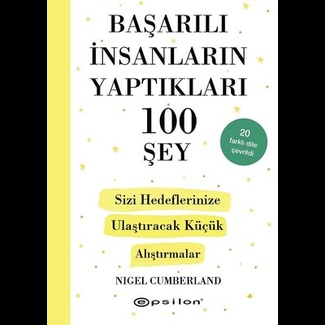 BAŞARILI
İNSANLARIN
YAPTIKLARI
100
ŞEY
20
farklı dile
çevrildi
Sizi Hedeflerinize
Ulaştıracak Küçük
Alıştırmalar
NIGEL CUMBERLAND
epsilon